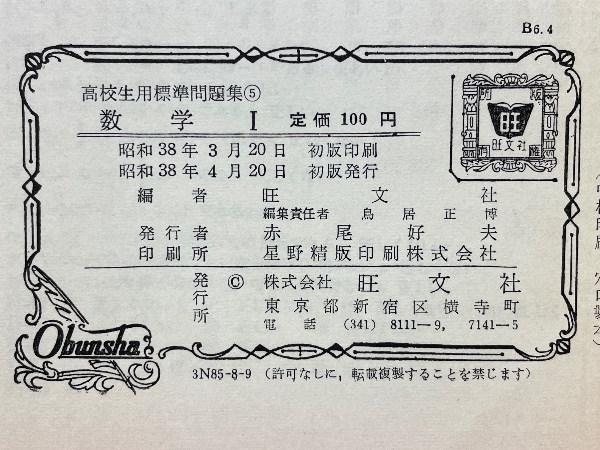 B6.4
高校生用標準問題集⑤
数学 I 定価 100 円
昭和 38 年 3 月 20 日 初版印刷
昭和 38 年 4 月 20 日 初版発行
編者 旺文社
編集責任者 鳥居正博
発行者 赤尾好夫
印刷所 星野精版印刷株式会社
発行所 © 株式会社 旺文社
東京都新宿区横寺町
電話 (341) 8111—9, 7141—5
旺
旺文社
Obunsha
3N85-8-9 (許可なしに, 転載複製することを禁じます)